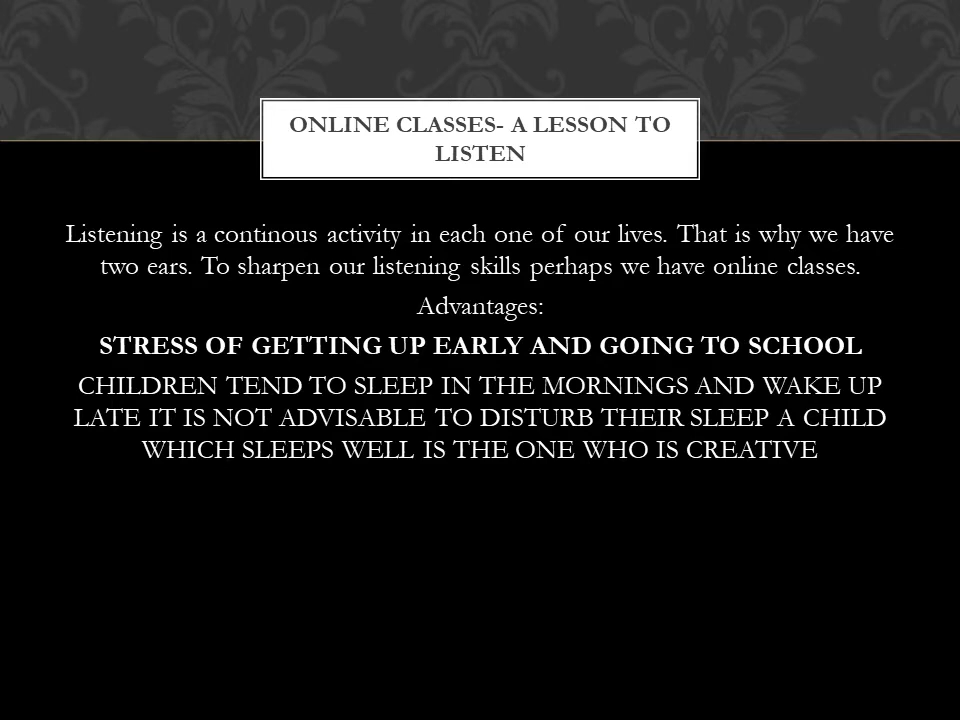 ONLINE CLASSES- A LESSON TO
LISTEN
Listening is a continous activity in each one of our lives. That is why we have
two ears. To sharpen our listening skills perhaps we have online classes.
Advantages:
STRESS OF GETTING UP EARLY AND GOING TO SCHOOL
CHILDREN TEND TO SLEEP IN THE MORNINGS AND WAKE UP
LATE IT IS NOT ADVISABLE TO DISTURB THEIR SLEEP A CHILD
WHICH SLEEPS WELL IS THE ONE WHO IS CREATIVE